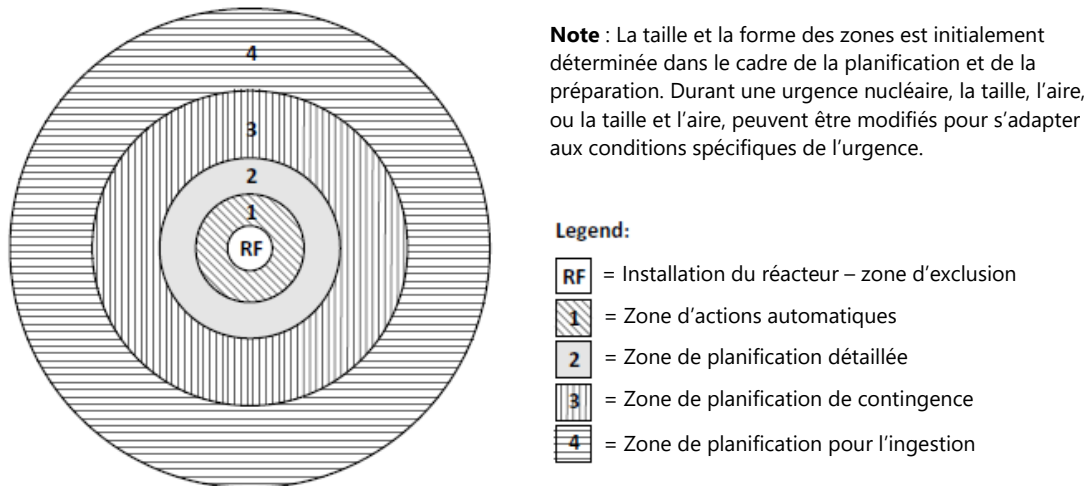 4
3
2
1
RF
Note : La taille et la forme des zones est initialement
déterminée dans le cadre de la planification et de la
préparation. Durant une urgence nucléaire, la taille, l'aire,
ou la taille et l'aire, peuvent être modifiés pour s'adapter
aux conditions spécifiques de l'urgence.
Legend:
RF = Installation du réacteur – zone d'exclusion
1 = Zone d'actions automatiques
2 = Zone de planification détaillée
3 = Zone de planification de contingence
4 = Zone de planification pour l'ingestion